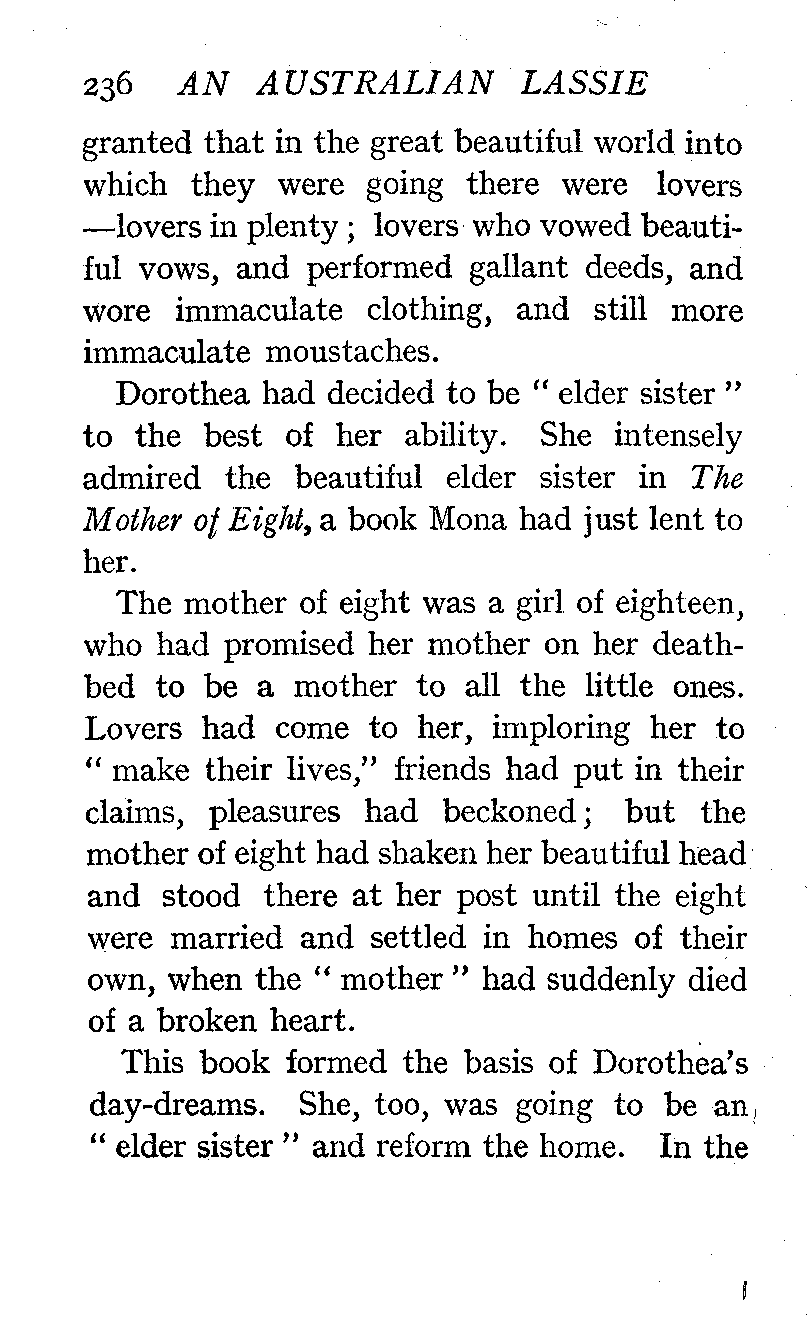 236 AN AUSTRALIAN LASSIE
granted that in the great beautiful world into
which they were going there were lovers
—lovers in plenty ; lovers who vowed beauti-
ful vows, and performed gallant deeds, and
wore immaculate clothing, and still more
immaculate moustaches.
Dorothea had decided to be " elder sister "
to the best of her ability. She intensely
admired the beautiful elder sister in The
Mother of Eight, a book Mona had just lent to
her.
The mother of eight was a girl of eighteen,
who had promised her mother on her death-
bed to be a mother to all the little ones.
Lovers had come to her, imploring her to
" make their lives," friends had put in their
claims, pleasures had beckoned ; but the
mother of eight had shaken her beautiful head
and stood there at her post until the eight
were married and settled in homes of their
own, when the " mother " had suddenly died
of a broken heart.
This book formed the basis of Dorothea's
day-dreams. She, too, was going to be an
" elder sister " and reform the home. In the